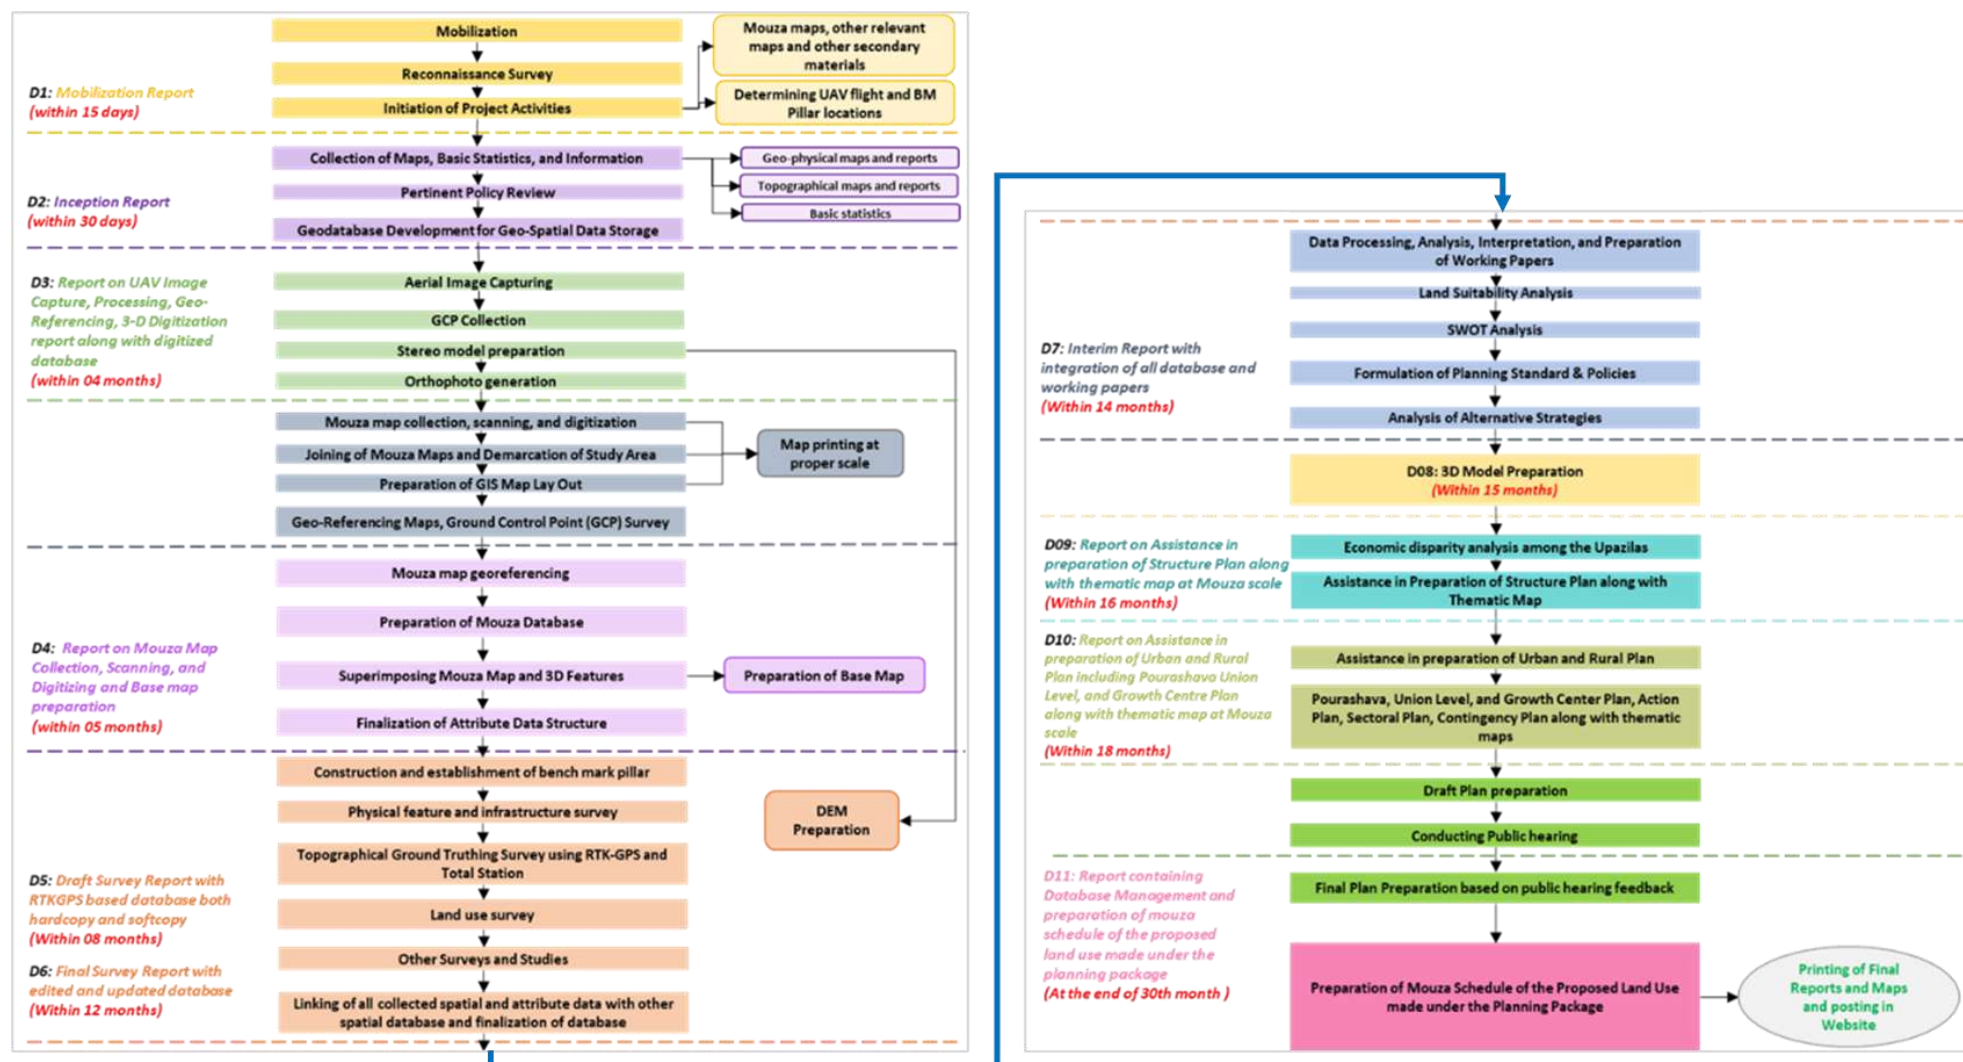 Mobilization
Reconnaissance Survey
Initiation of Project Activities
Mouza maps, other relevant
maps and other secondary
materials
Determining UAV flight and BM
Pillar locations
D1: Mobilization Report
(within 15 days)
Collection of Maps, Basic Statistics, and Information
Pertinent Policy Review
Geodatabase Development for Geo-Spatial Data Storage
Geo-physical maps and reports
Topographical maps and reports
Basic statistics
D2: Inception Report
(within 30 days)
D3: Report on UAV Image
Capture, Processing, Geo-
Referencing, 3-D Digitization
report along with digitized
database
(within 04 months)
Aerial Image Capturing
GCP Collection
Stereo model preparation
Orthophoto generation
Mouza map collection, scanning, and digitization
Joining of Mouza Maps and Demarcation of Study Area
Preparation of GIS Map Lay Out
Geo-Referencing Maps, Ground Control Point (GCP) Survey
Map printing at
proper scale
Mouza map georeferencing
Preparation of Mouza Database
Superimposing Mouza Map and 3D Features
Finalization of Attribute Data Structure
Preparation of Base Map
D4: Report on Mouza Map
Collection, Scanning, and
Digitizing and Base map
preparation
(within 05 months)
Construction and establishment of bench mark pillar
Physical feature and infrastructure survey
Topographical Ground Truthing Survey using RTK-GPS and
Total Station
Land use survey
Other Surveys and Studies
Linking of all collected spatial and attribute data with other
spatial database and finalization of database
DEM
Preparation
D5: Draft Survey Report with
RTKGPS based database both
hardcopy and softcopy
(Within 08 months)
D6: Final Survey Report with
edited and updated database
(Within 12 months)
Data Processing, Analysis, Interpretation, and Preparation
of Working Papers
Land Suitability Analysis
SWOT Analysis
Formulation of Planning Standard & Policies
Analysis of Alternative Strategies
D7: Interim Report with
integration of all database and
working papers
(Within 14 months)
D08: 3D Model Preparation
(Within 15 months)
D09: Report on Assistance in
preparation of Structure Plan along
with thematic map at Mouza scale
(Within 16 months)
Economic disparity analysis among the Upazilas
Assistance in Preparation of Structure Plan along with
Thematic Map
D10: Report on Assistance in
preparation of Urban and Rural
Plan including Pourashava Union
Level, and Growth Centre Plan
along with thematic map at Mouza
scale
(Within 18 months)
Assistance in preparation of Urban and Rural Plan
Pourashava, Union Level, and Growth Center Plan, Action
Plan, Sectoral Plan, Contingency Plan along with thematic
maps
Draft Plan preparation
Conducting Public hearing
Final Plan Preparation based on public hearing feedback
D11: Report containing
Database Management and
preparation of mouza
schedule of the proposed
land use made under the
planning package
(At the end of 30th month )
Preparation of Mouza Schedule of the Proposed Land Use
made under the Planning Package
Printing of Final
Reports and Maps
and posting in
Website